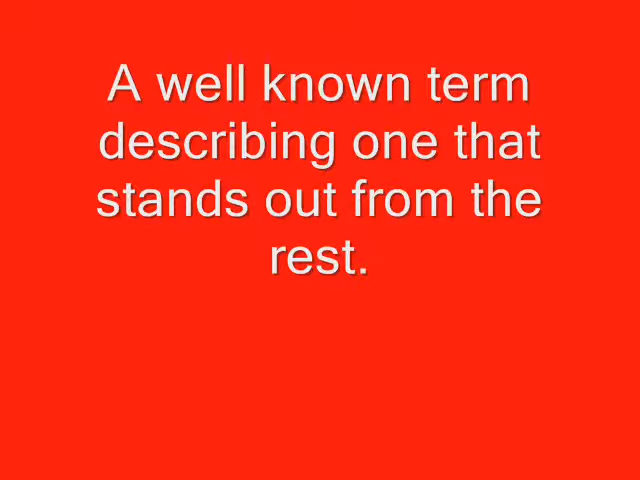 A well known term
describing one that
stands out from the
rest.